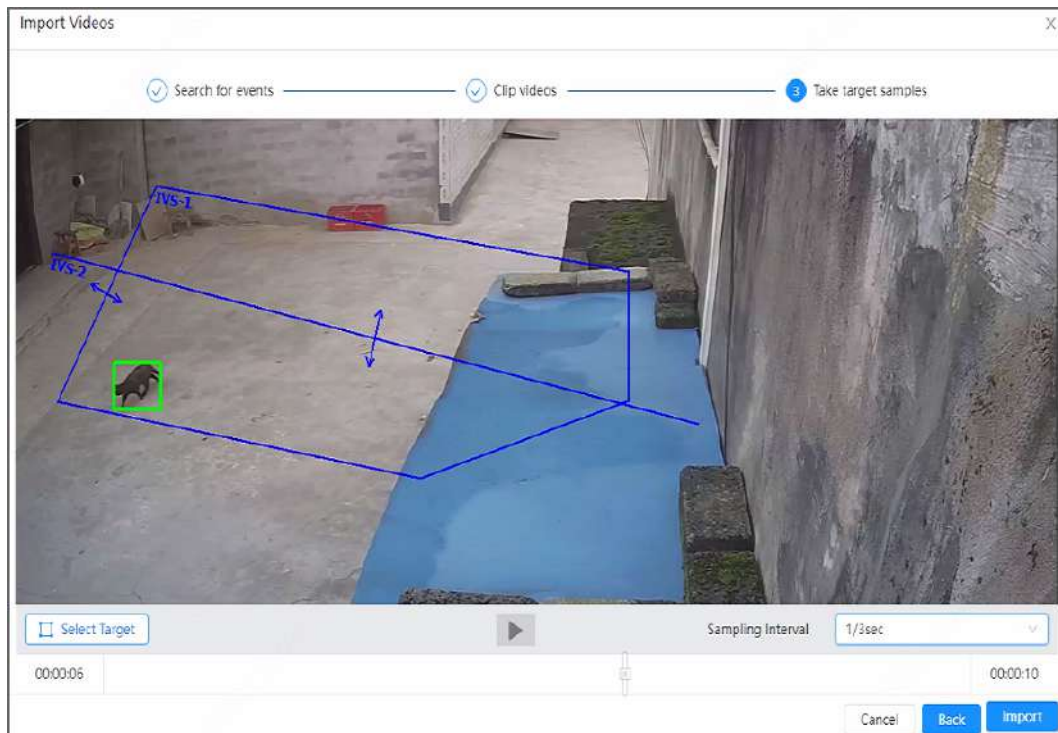 Import Videos
X
Search for events
Clip videos
3
Take target samples
IVS-1
IVS-2
Select Target
Sampling Interval
1/3sec
00:00:06
00:00:10
Cancel
Back
Import